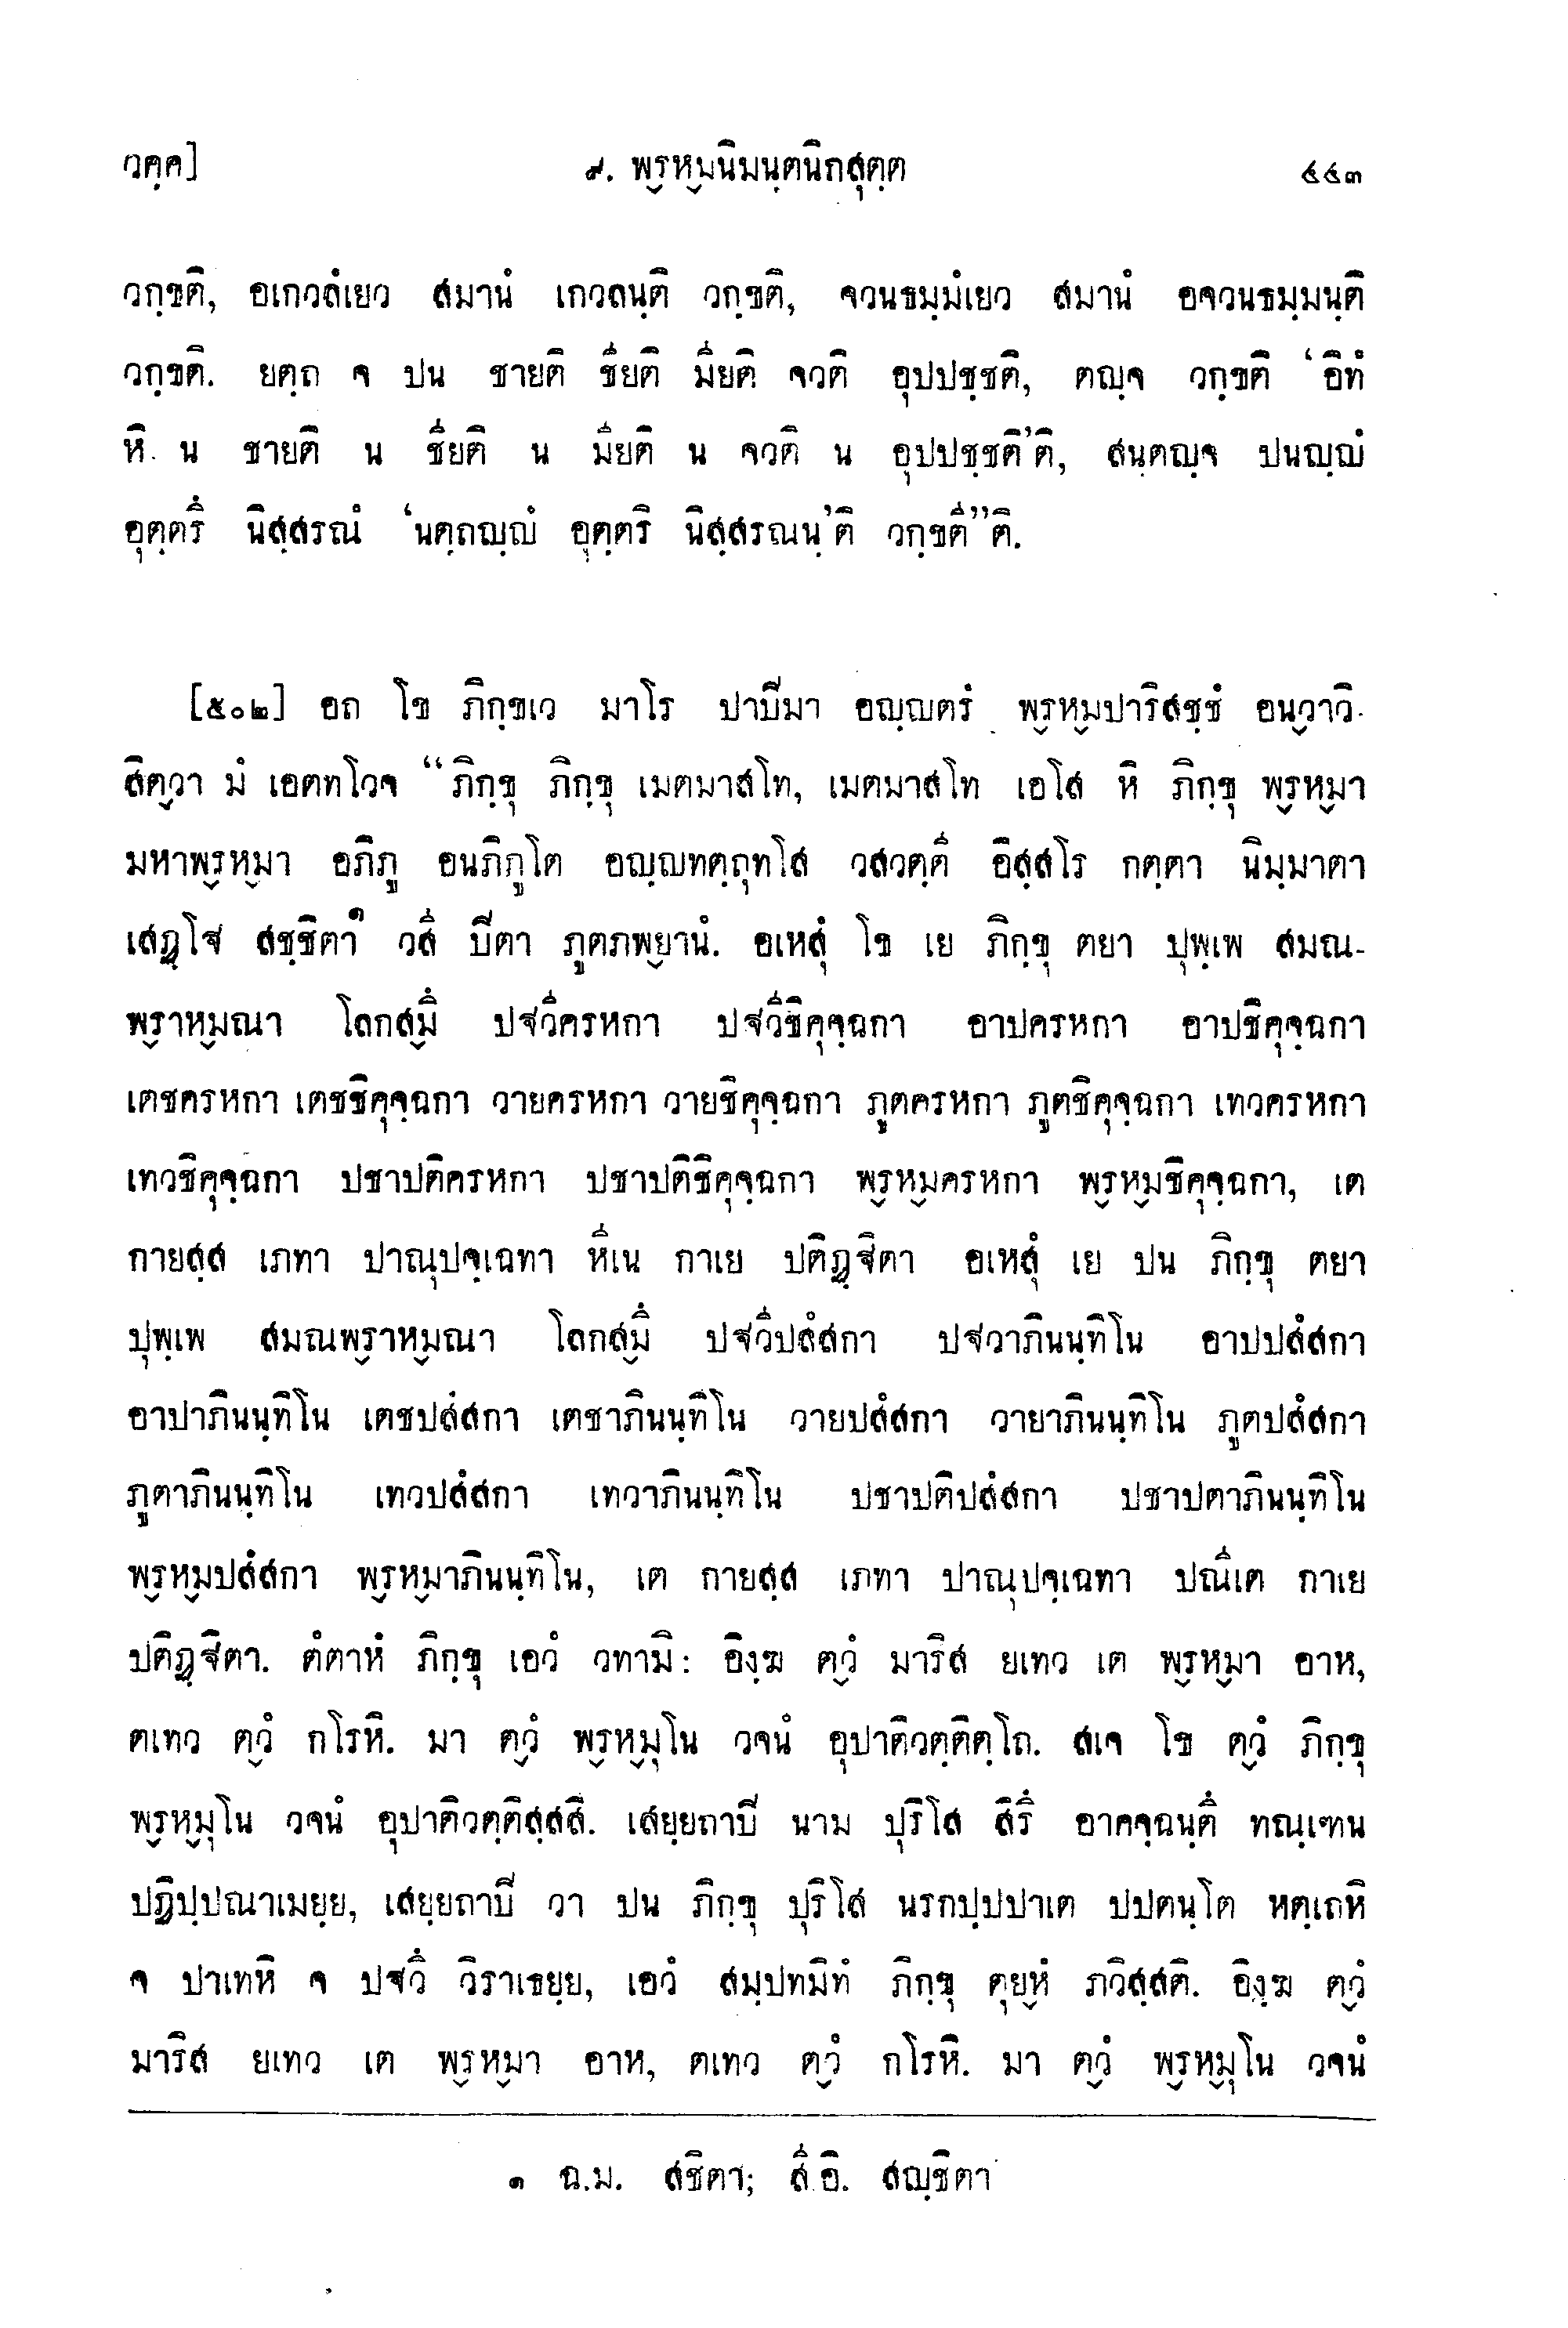 วคฺค]	๙. พฺรหฺมนิมนฺตนิกสุตฺต	๕๕๓
วกฺขติ, อเกวลํเยว สมานํ เกวลนฺติ วกฺขติ, จวนธมฺมํเยว สมานํ อจวนธมฺมนฺติ
วกฺขติ. ยตฺถ จ ปน ชายติ ชียติ มียติ จวติ อุปปชฺชติ, ตญฺจ วกฺขติ ‘อิทํ
หิ น ชายติ น ชียติ น มียติ น จวติ น อุปปชฺชติ’ติ, สนฺตญฺจ ปนญฺญํ
อุตฺตรึ นิสฺสรณํ ‘นตฺถญฺญํ อุตฺตริ นิสฺสรณนฺ’ติ วกฺขตี”ติ.
[๕๐๒] อถ โข ภิกฺขเว มาโร ปาปิมา อญฺญตรํ พฺรหฺมปาริสชฺชํ อนฺวาวิ-
สิตฺวา มํ เอตทโวจ “ภิกฺขุ ภิกฺขุ เมตมาสโท, เมตมาสโท เอโส หิ ภิกฺขุ พฺรหฺมา
มหาพฺรหฺมา อภิภู อนภิภูโต อญฺญทตฺถุทโส วสวตฺตี อิสฺสโร กตฺตา นิมฺมาตา
เสฏฺโฐ สชฺชิตา๑ วสี ปิตา ภูตภพฺยานํ. อเหสุํ โข เย ภิกฺขุ ตยา ปุพฺเพ สมณ-
พฺราหฺมณา โลกสฺมึ ปฐวีครหกา ปฐวีชิคุจฺฉกา อาปครหกา อาปชิคุจฺฉกา
เตชครหกา เตชชิคุจฺฉกา วายครหกา วายชิคุจฺฉกา ภูตครหกา ภูตชิคุจฺฉกา เทวครหกา
เทวชิคุจฺฉกา ปชาปติครหกา ปชาปติชิคุจฺฉกา พฺรหฺมครหกา พฺรหฺมชิคุจฺฉกา, เต
กายสฺส เภทา ปาณุปจฺเฉทา หีเน กาเย ปติฏฺฐิตา อเหสุํ เย ปน ภิกฺขุ ตยา
ปุพฺเพ สมณพฺราหฺมณา โลกสฺมึ ปฐวีปสํสกา ปฐวาภินนฺทิโน อาปปสํสกา
อาปาภินนฺทิโน เตชปสํสกา เตชาภินนฺทิโน วายปสํสกา วายาภินนฺทิโน ภูตปสํสกา
ภูตาภินนฺทิโน เทวปสํสกา เทวาภินนฺทิโน ปชาปติปสํสกา ปชาปตาภินนฺทิโน
พฺรหฺมปสํสกา พฺรหฺมาภินนฺทิโน, เต กายสฺส เภทา ปาณุปจฺเฉทา ปณีเต กาเย
ปติฏฺฐิตา. ตํตาหํ ภิกฺขุ เอวํ วทามิ: อิงฺฆ ตฺวํ มาริส ยเทว เต พฺรหฺมา อาห,
ตเทว ตฺวํ กโรหิ. มา ตฺวํ พฺรหฺมุโน วจนํ อุปาติวตฺติตฺโถ. สเจ โข ตฺวํ ภิกฺขุ
พฺรหฺมุโน วจนํ อุปาติวตฺติสฺสสิ. เสยฺยถาปิ นาม ปุริโส สิรึ อาคจฺฉนฺตึ ทณฺเฑน
ปฏิปฺปณาเมยฺย, เสยฺยถาปิ วา ปน ภิกฺขุ ปุริโส นรกปฺปปาเต ปปตนฺโต หตฺเถหิ
จ ปาเทหิ จ ปฐวึ วิราเธยฺย, เอวํ สมฺปทมิทํ ภิกฺขุ ตุยฺหํ ภวิสฺสติ. อิงฺฆ ตฺวํ
มาริส ยเทว เต พฺรหฺมา อาห, ตเทว ตฺวํ กโรหิ. มา ตฺวํ พฺรหฺมุโน วจนํ
๑ ฉ.ม. สชิตา; สี.อิ. สญฺชิตา